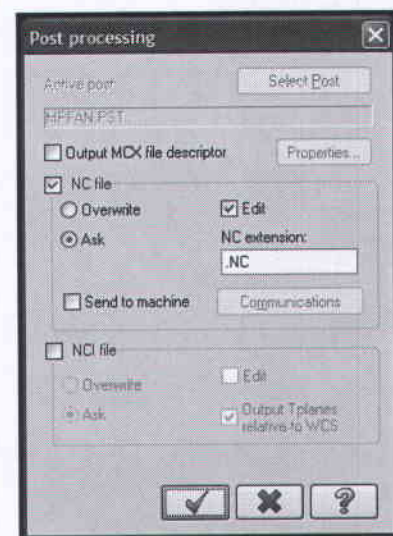 Post processing
Active post: Select Post
MPFAN.PST
Output MCX file descriptor Properties...
NC file
Overwrite Edit
Ask NC extension:
.NC
Send to machine Communications
NCI file
Overwrite Edit
Ask Output Tplanes
relative to WCS